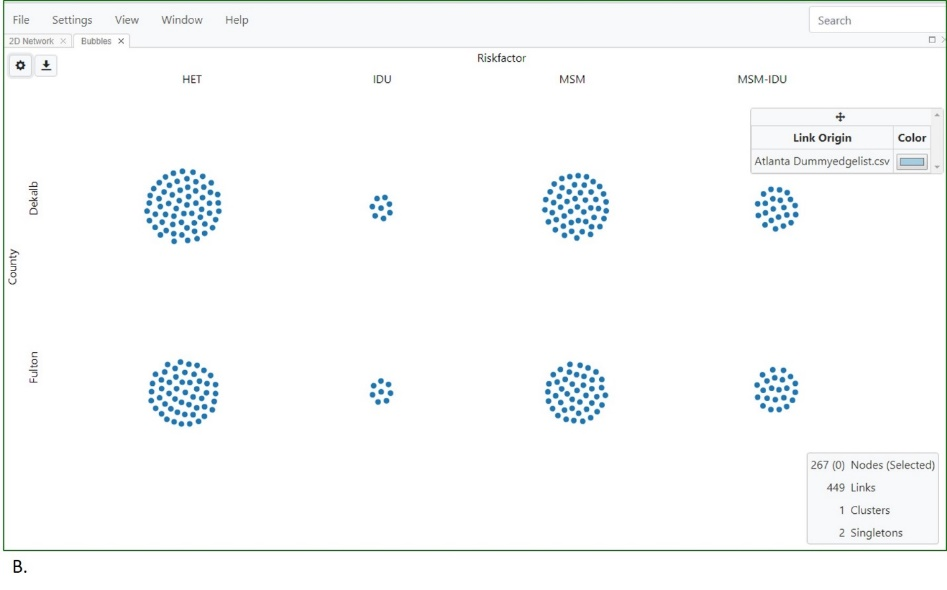 File Settings View Window Help Search
2D Network × Bubbles ×
Riskfactor
HET IDU MSM MSM-IDU
Link Origin Color
Atlanta Dummyedgelist.csv
Dekalb
County
Fulton
267 (0) Nodes (Selected)
449 Links
1 Clusters
2 Singletons
B.